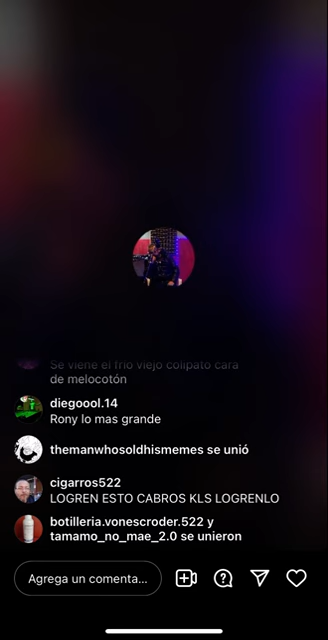 Se viene el frio viejo colipato cara
de melocotón
diegoool.14
Rony lo mas grande
themanwhosoldhismemes se unió
cigarros522
LOGREN ESTO CABROS KLS LOGRENLO
botilleria.vonescroder.522 y
tamamo_no_mae_2.0 se unieron
Agrega un comenta...